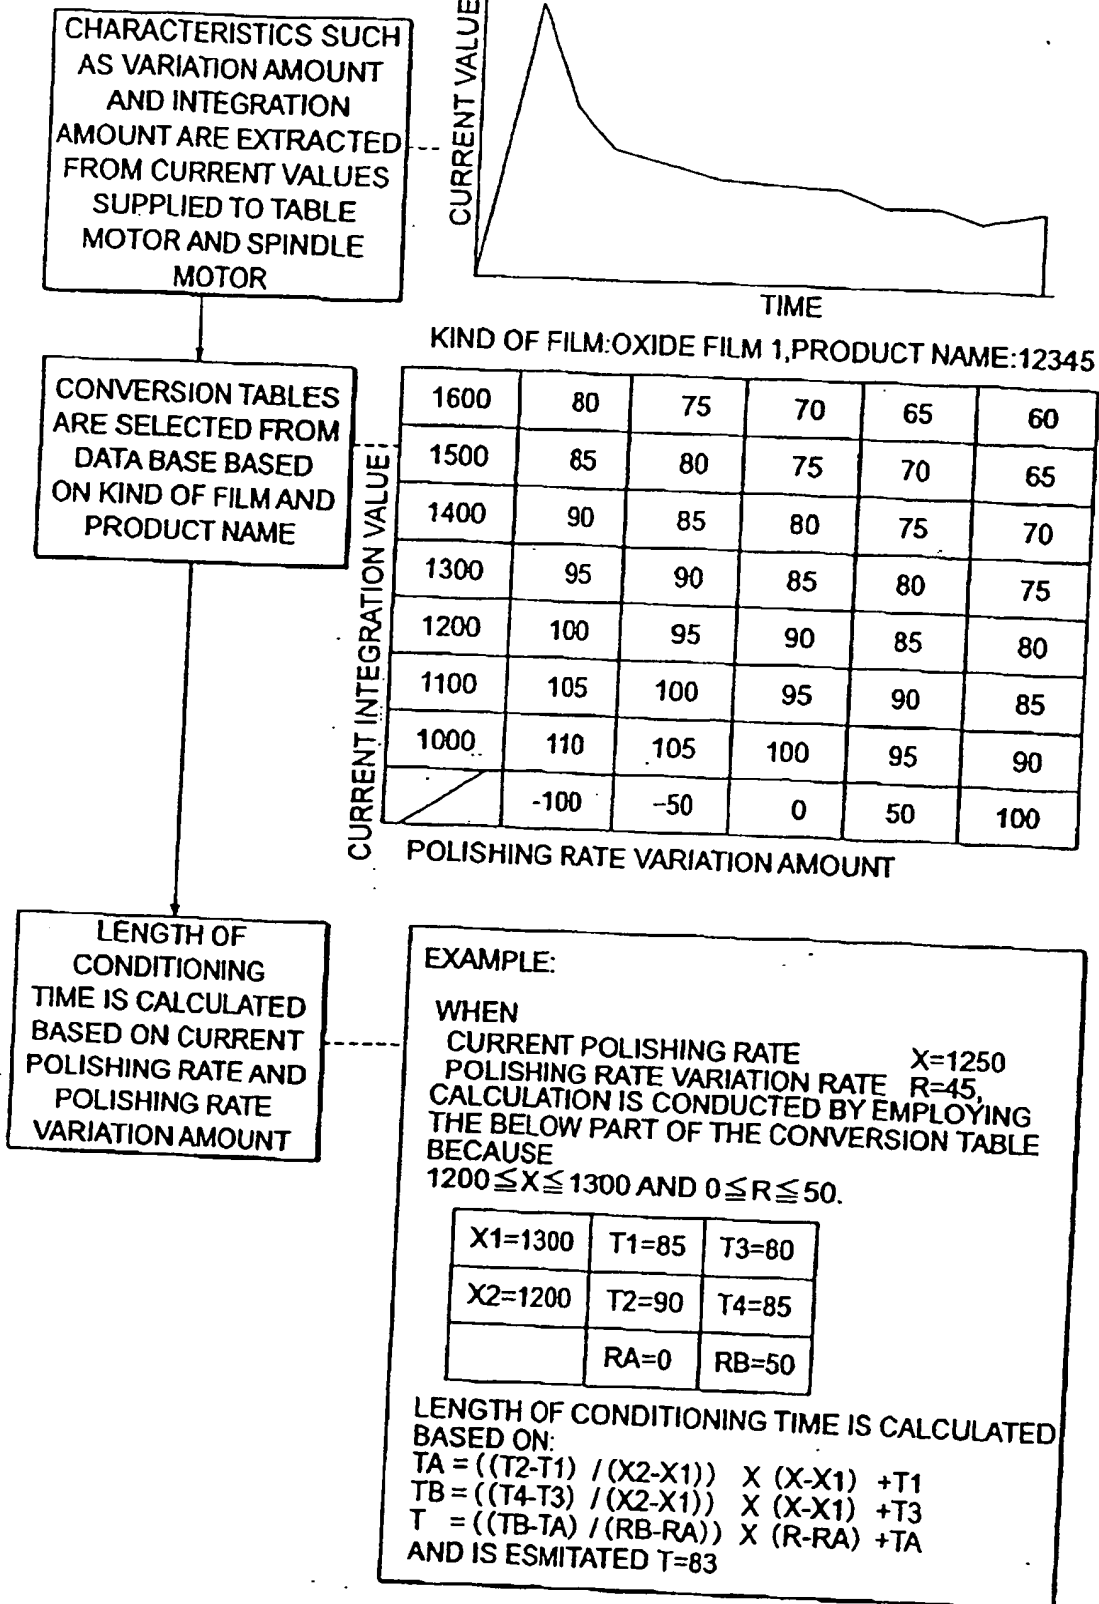 CHARACTERISTICS SUCH
AS VARIATION AMOUNT
AND INTEGRATION
AMOUNT ARE EXTRACTED
FROM CURRENT VALUES
SUPPLIED TO TABLE
MOTOR AND SPINDLE
MOTOR
CURRENT VALUE
TIME
CONVERSION TABLES
ARE SELECTED FROM
DATA BASE BASED
ON KIND OF FILM AND
PRODUCT NAME
KIND OF FILM:OXIDE FILM 1,PRODUCT NAME:12345
CURRENT INTEGRATION VALUE
1600 80 75 70 65 60
1500 85 80 75 70 65
1400 90 85 80 75 70
1300 95 90 85 80 75
1200 100 95 90 85 80
1100 105 100 95 90 85
1000 110 105 100 95 90
-100 -50 0 50 100
POLISHING RATE VARIATION AMOUNT
LENGTH OF
CONDITIONING
TIME IS CALCULATED
BASED ON CURRENT
POLISHING RATE AND
POLISHING RATE
VARIATION AMOUNT
EXAMPLE:
WHEN
CURRENT POLISHING RATE X=1250
POLISHING RATE VARIATION RATE R=45,
CALCULATION IS CONDUCTED BY EMPLOYING
THE BELOW PART OF THE CONVERSION TABLE
BECAUSE
1200≦X≦1300 AND 0≦R≦50.
X1=1300 T1=85 T3=80
X2=1200 T2=90 T4=85
RA=0 RB=50
LENGTH OF CONDITIONING TIME IS CALCULATED
BASED ON:
TA = ((T2-T1) /(X2-X1)) X (X-X1) +T1
TB = ((T4-T3) /(X2-X1)) X (X-X1) +T3
T = ((TB-TA) /(RB-RA)) X (R-RA) +TA
AND IS ESMITATED T=83